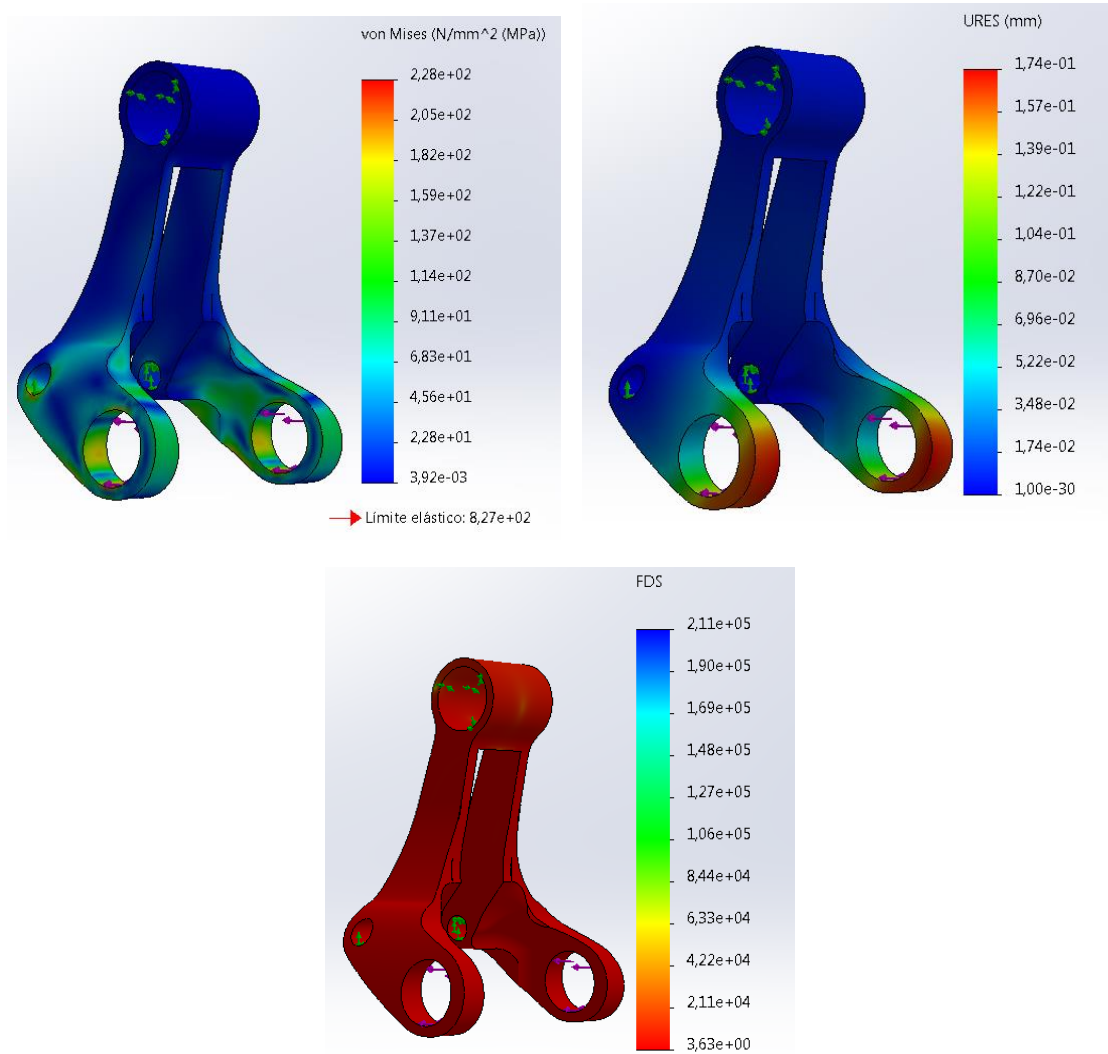 von Mises (N/mm^2 (MPa))
2,28e+02
2,05e+02
1,82e+02
1,59e+02
1,37e+02
1,14e+02
9,11e+01
6,83e+01
4,56e+01
2,28e+01
3,92e-03
Límite elástico: 8,27e+02
URES (mm)
1,74e-01
1,57e-01
1,39e-01
1,22e-01
1,04e-01
8,70e-02
6,96e-02
5,22e-02
3,48e-02
1,74e-02
1,00e-30
FDS
2,11e+05
1,90e+05
1,69e+05
1,48e+05
1,27e+05
1,06e+05
8,44e+04
6,33e+04
4,22e+04
2,11e+04
3,63e+00